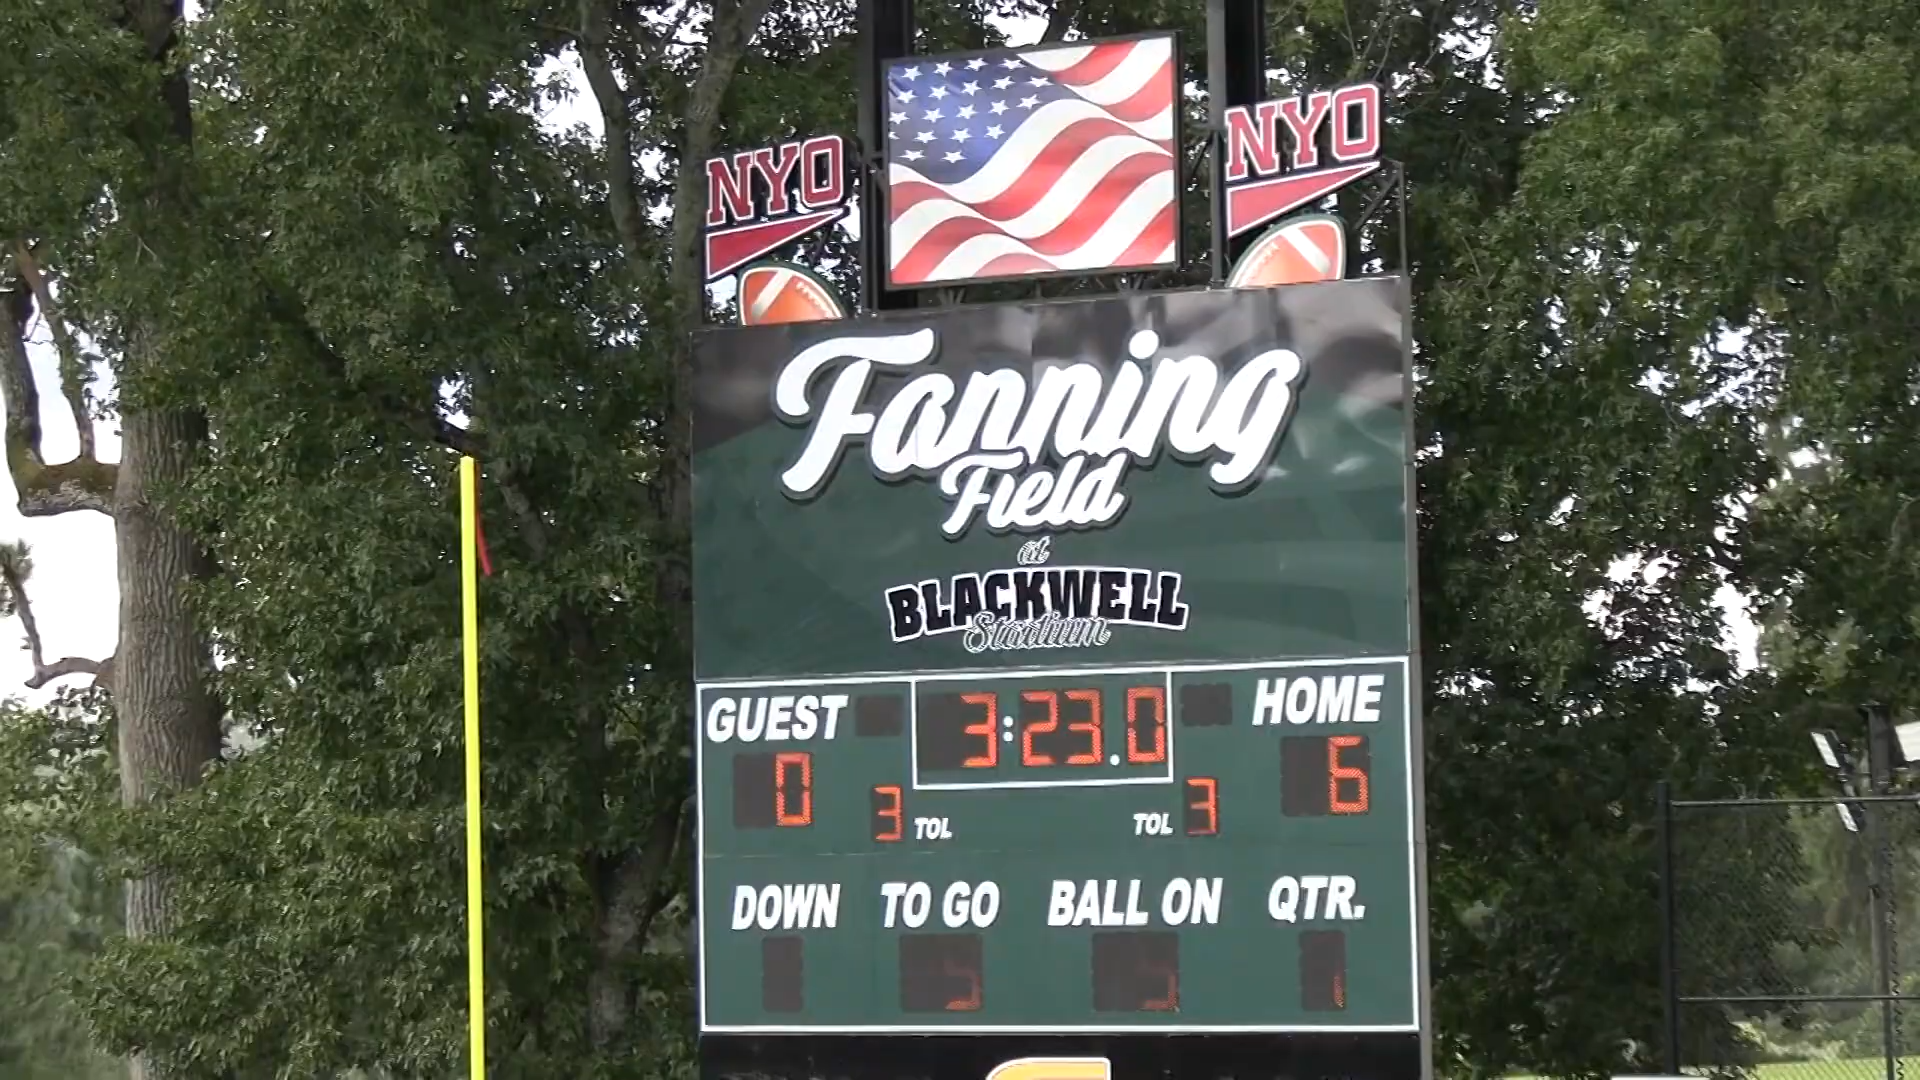 NYO NYO
Fanning
Field
at
BLACKWELL
Stadium
GUEST 3:23.0 HOME
0 3 TOL TOL 3 6
DOWN TO GO BALL ON QTR.